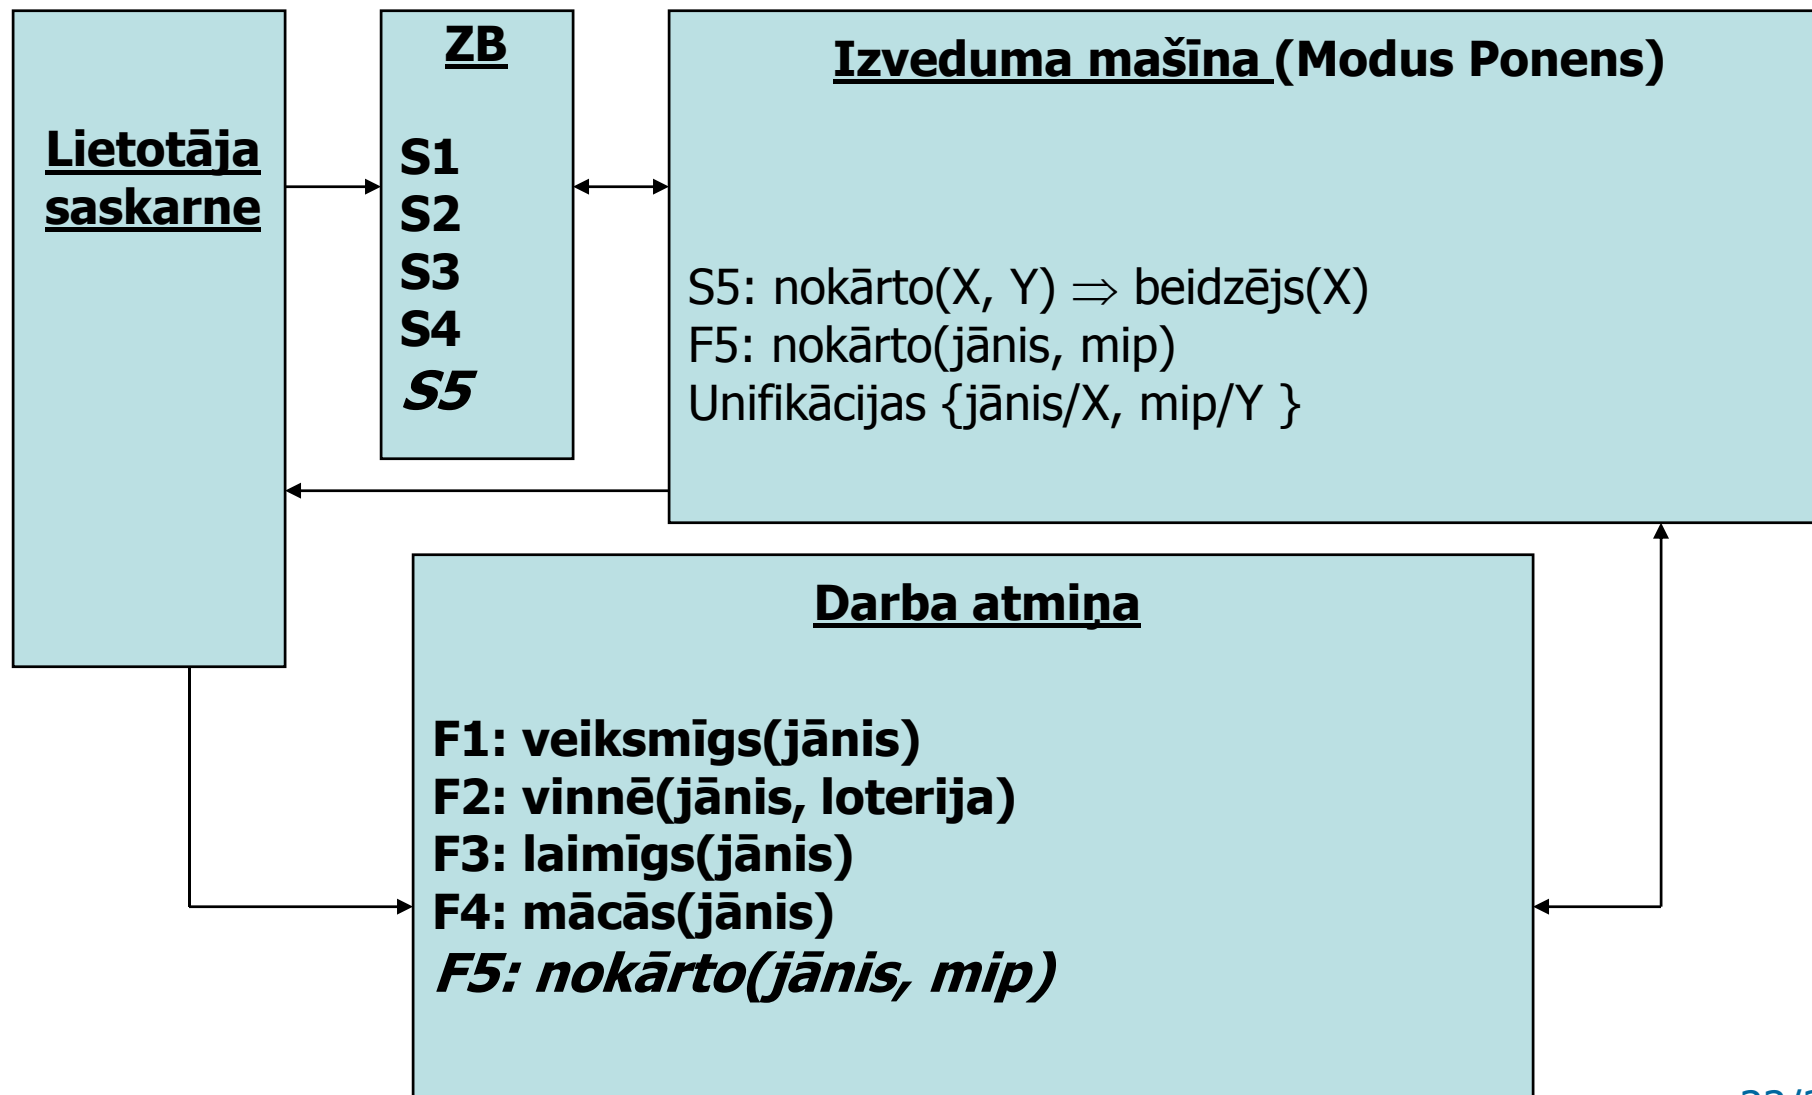 Lietotāja
saskarne
ZB
S1
S2
S3
S4
S5
Izveduma mašīna (Modus Ponens)
S5: nokārto(X, Y) ⇒ beidzējs(X)
F5: nokārto(jānis, mip)
Unifikācijas {jānis/X, mip/Y }
Darba atmiņa
F1: veiksmīgs(jānis)
F2: vinnē(jānis, loterija)
F3: laimīgs(jānis)
F4: mācās(jānis)
F5: nokārto(jānis, mip)